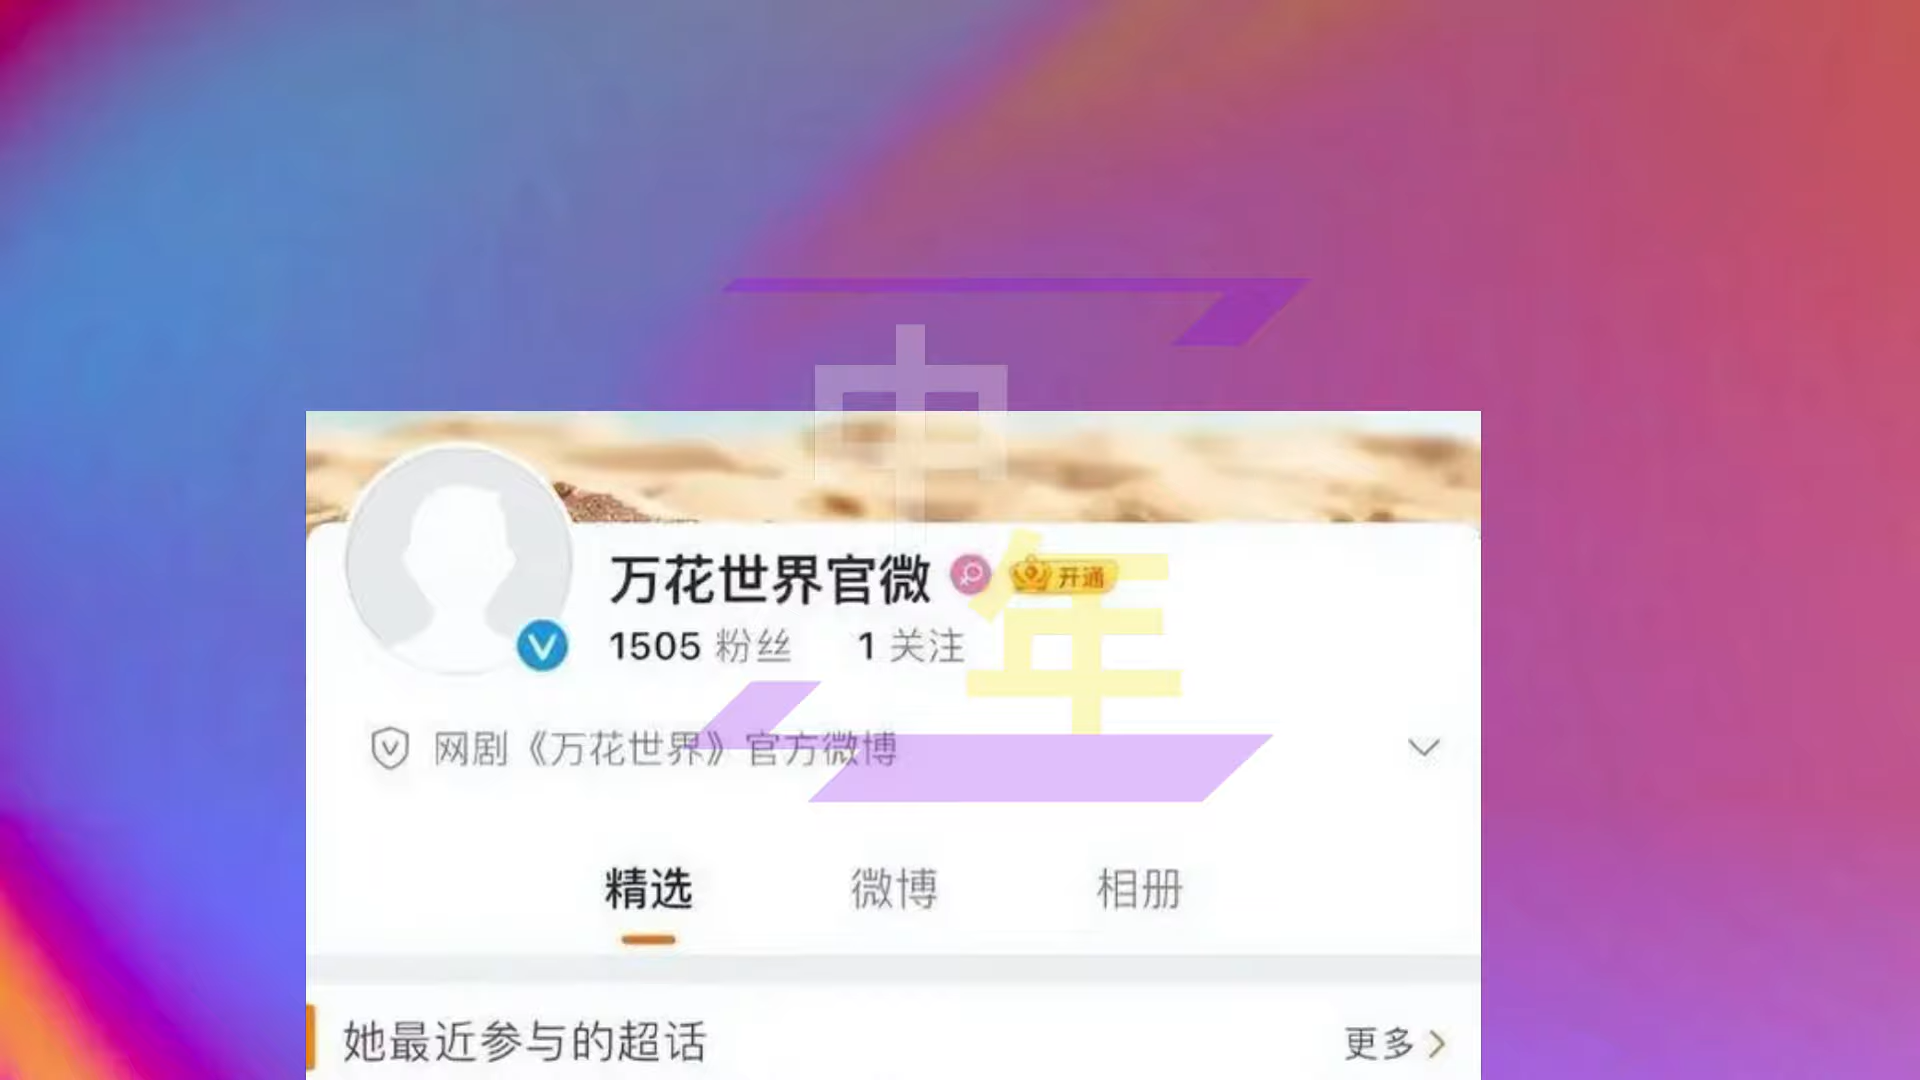 中
年
万花世界官微 开通
1505 粉丝 1 关注
网剧《万花世界》官方微博
精选 微博 相册
她最近参与的超话 更多